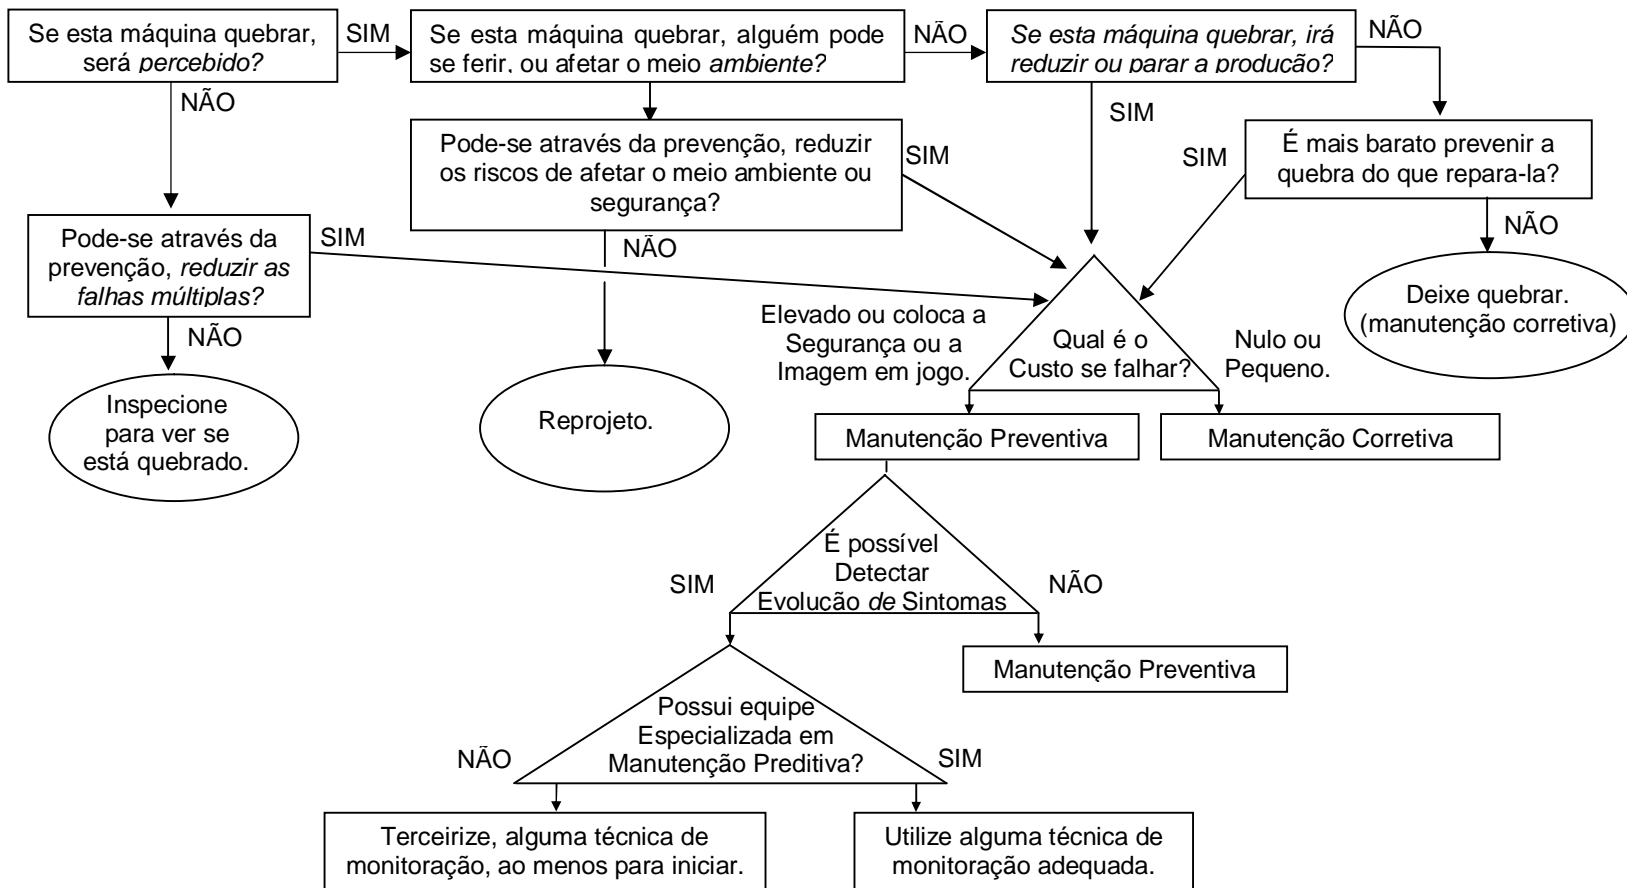 Se esta máquina quebrar,
será percebido?
SIM
Se esta máquina quebrar, alguém pode
se ferir, ou afetar o meio ambiente?
NÃO
Se esta máquina quebrar, irá
reduzir ou parar a produção?
NÃO
NÃO
SIM
Pode-se através da prevenção, reduzir
os riscos de afetar o meio ambiente ou
segurança?
SIM
SIM
É mais barato prevenir a
quebra do que repara-la?
NÃO
Pode-se através da
prevenção, reduzir as
falhas múltiplas?
SIM
NÃO
NÃO
Deixe quebrar.
(manutenção corretiva)
Elevado ou coloca a
Segurança ou a
Imagem em jogo.
Qual é o
Custo se falhar?
Nulo ou
Pequeno.
Inspecione
para ver se
está quebrado.
Reprojeto.
Manutenção Preventiva
Manutenção Corretiva
É possível
Detectar
Evolucão de Sintomas
SIM
NÃO
Manutenção Preventiva
Possui equipe
Especializada em
Manutenção Preditiva?
NÃO
SIM
Terceirize, alguma técnica de
monitoração, ao menos para iniciar.
Utilize alguma técnica de
monitoração adequada.